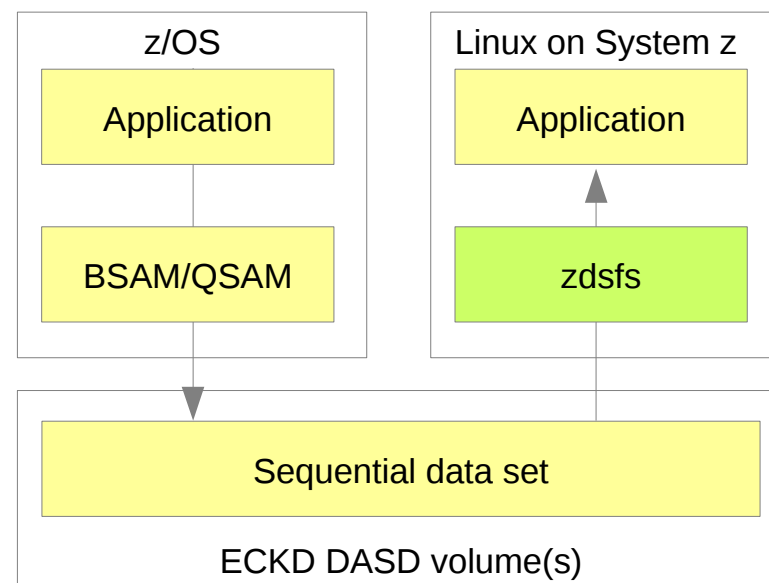 z/OS
Application
BSAM/QSAM
Linux on System z
Application
zdsfs
Sequential data set
ECKD DASD volume(s)